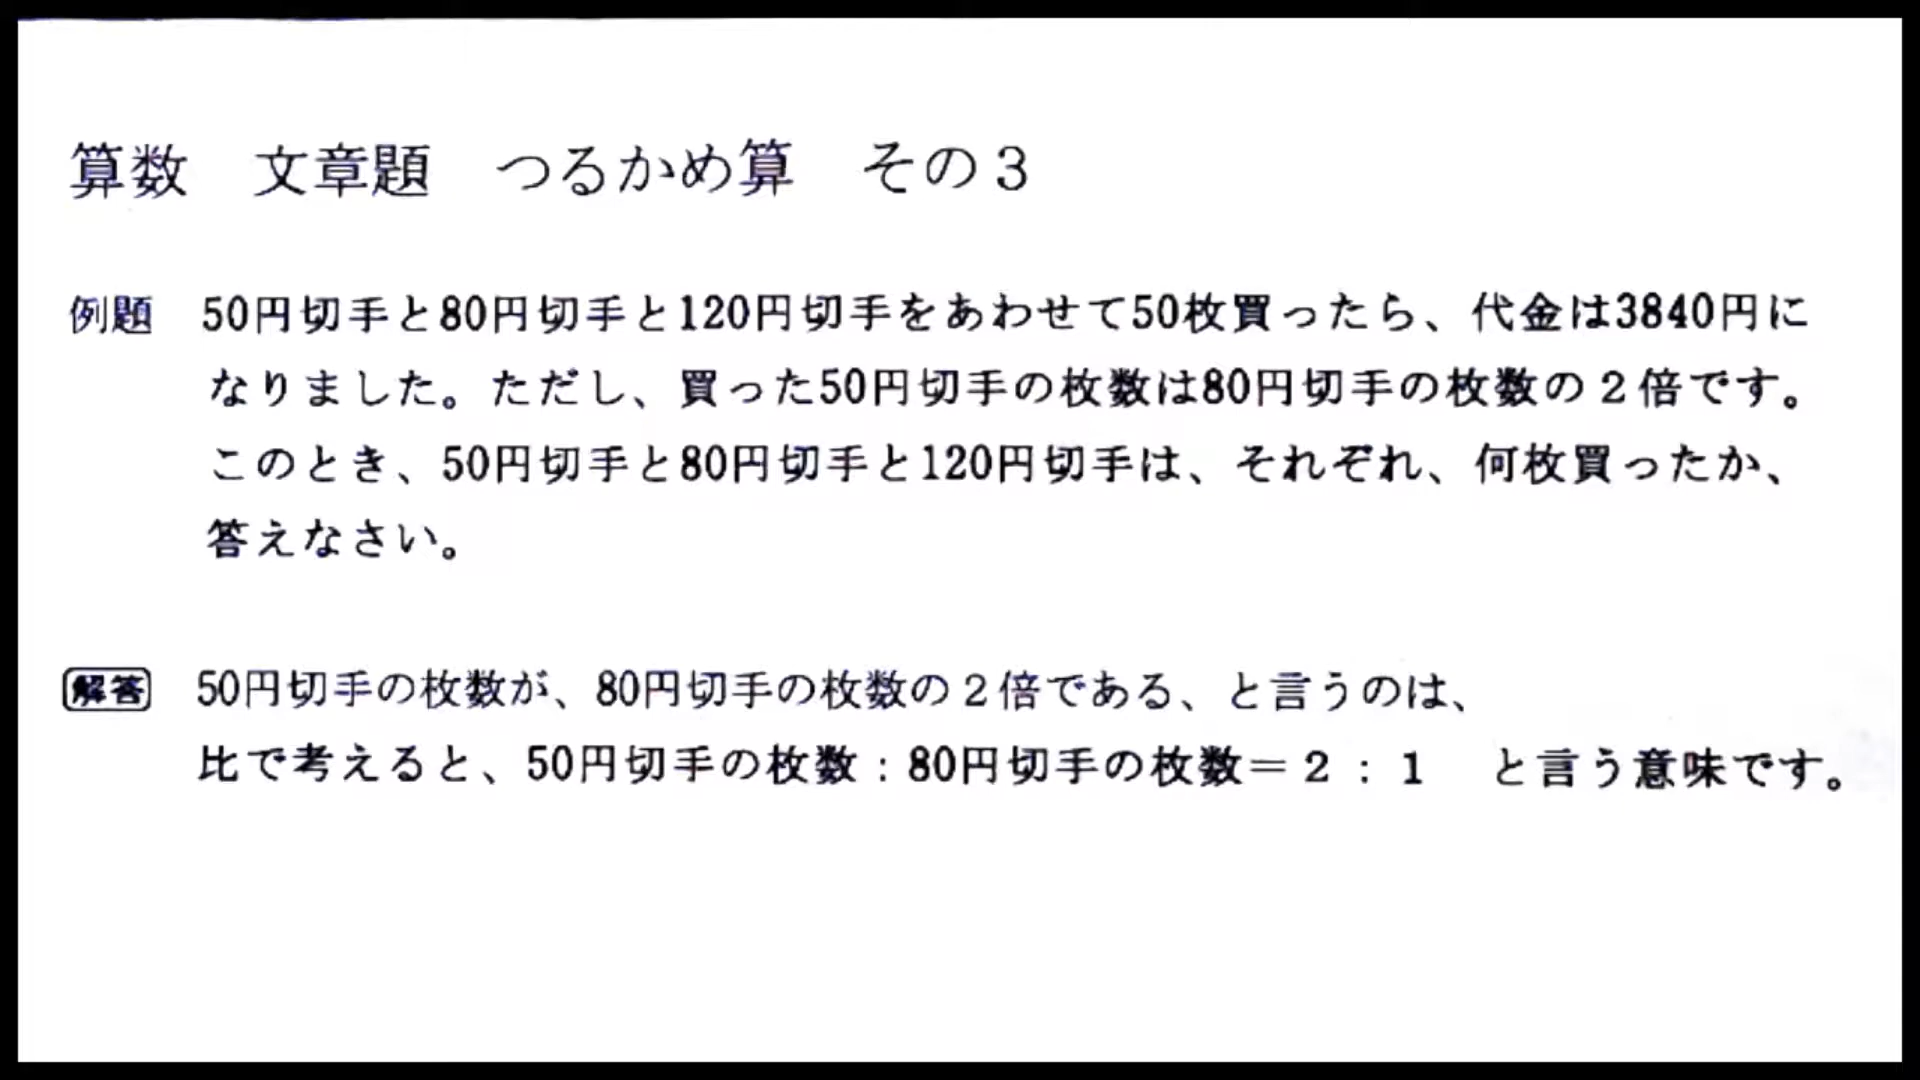 算数　文章題　つるかめ算　その３
例題　50円切手と80円切手と120円切手をあわせて50枚買ったら、代金は3840円に
なりました。ただし、買った50円切手の枚数は80円切手の枚数の２倍です。
このとき、50円切手と80円切手と120円切手は、それぞれ、何枚買ったか、
答えなさい。
解答　50円切手の枚数が、80円切手の枚数の２倍である、と言うのは、
比で考えると、50円切手の枚数：80円切手の枚数＝２：１　と言う意味です。